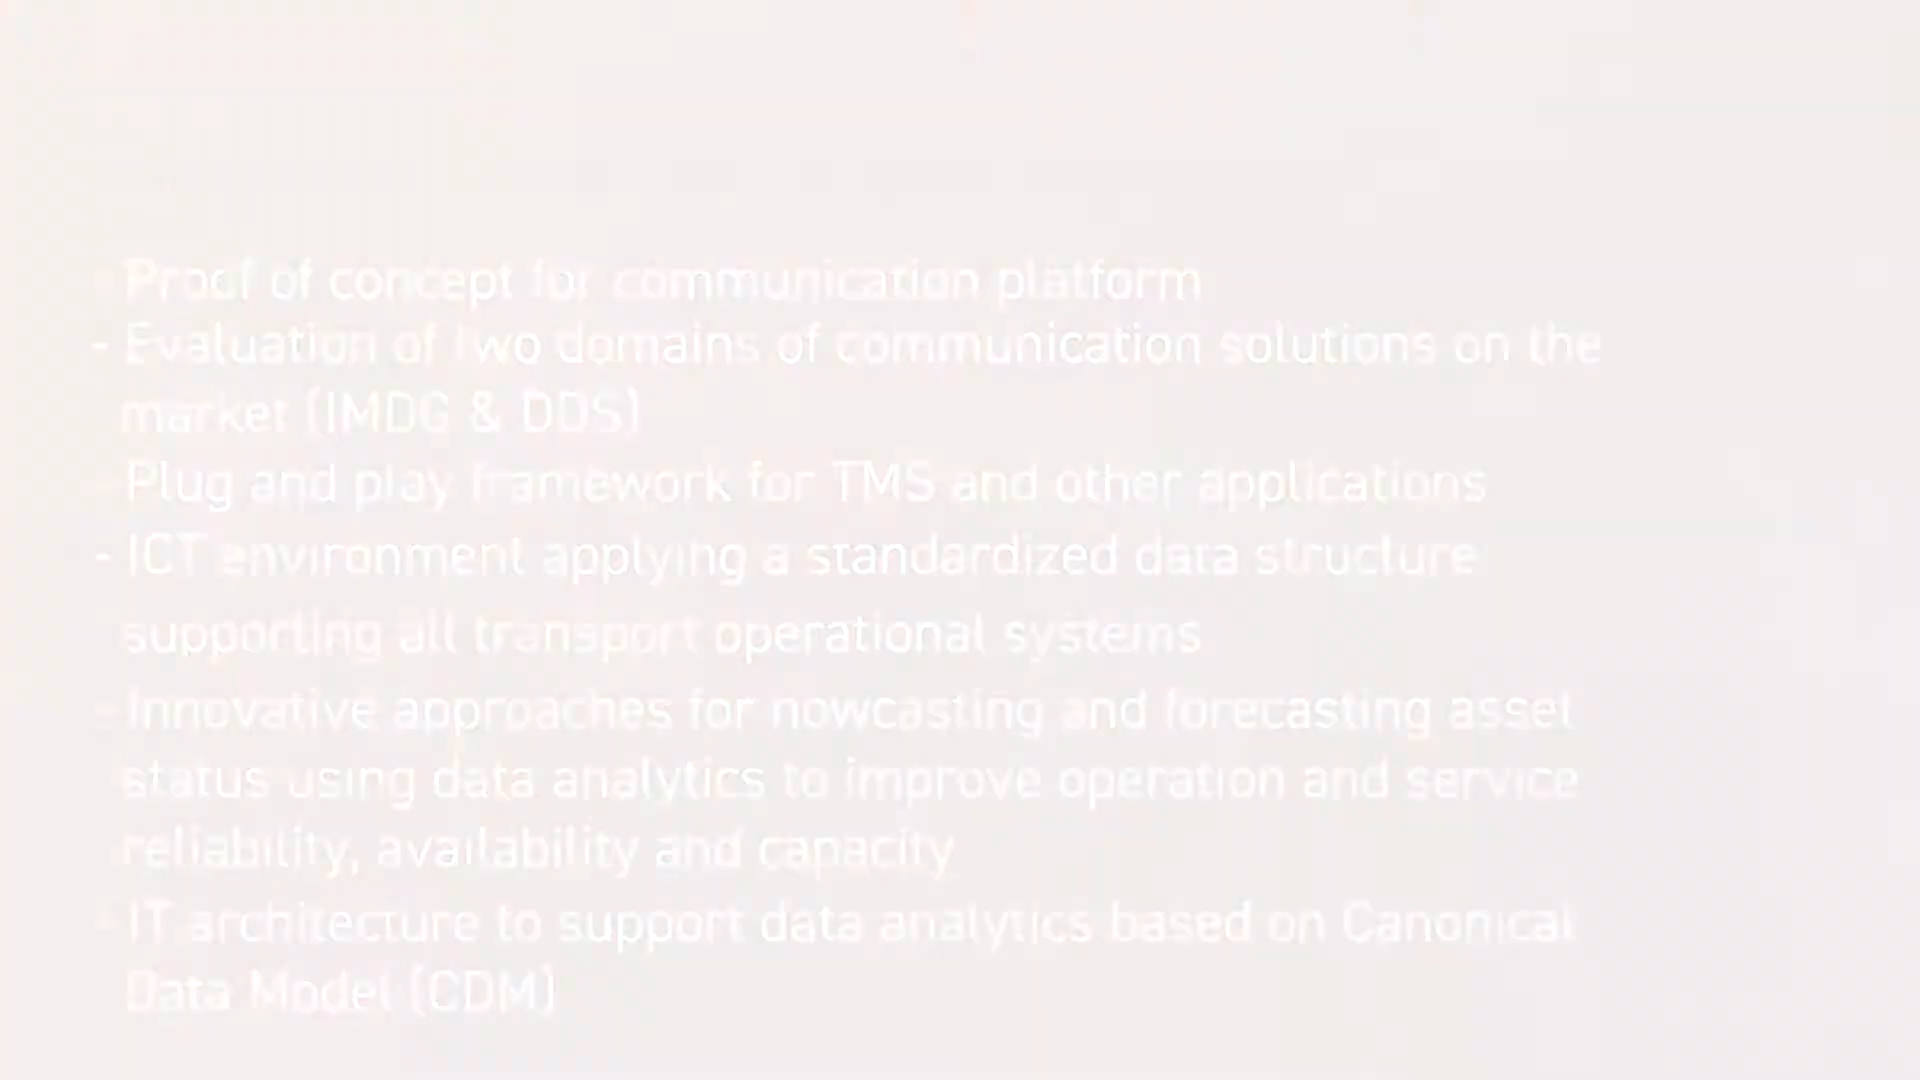 - Proof of concept for communication platform
- Evaluation of two domains of communication solutions on the
market (IMDG & DDS)
- Plug and play framework for TMS and other applications
- ICT environment applying a standardized data structure
supporting all transport operational systems
- Innovative approaches for nowcasting and forecasting asset
status using data analytics to improve operation and service
reliability, availability and capacity
- IT architecture to support data analytics based on Canonical
Data Model (CDM)